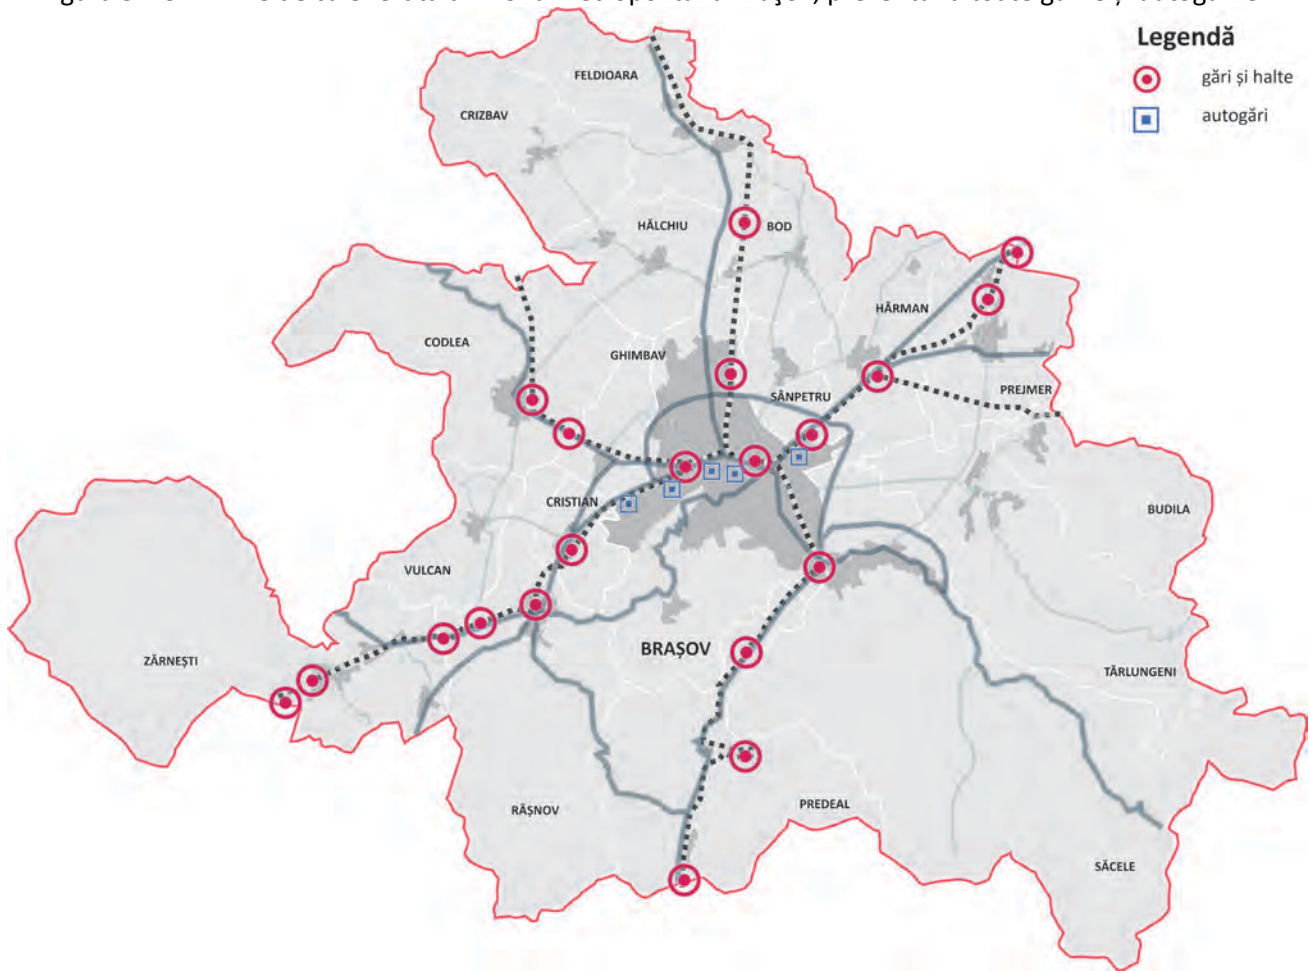 Legendă
gări și halte
autogări
FELDIOARA
CRIZBAV
HĂLCHIU
BOD
HĂRMAN
CODLEA
GHIMBAV
SÂNPETRU
PREJMER
CRISTIAN
BUDILA
VULCAN
BRAȘOV
ZĂRNEȘTI
TĂRLUNGENI
RÂȘNOV
PREDEAL
SĂCELE